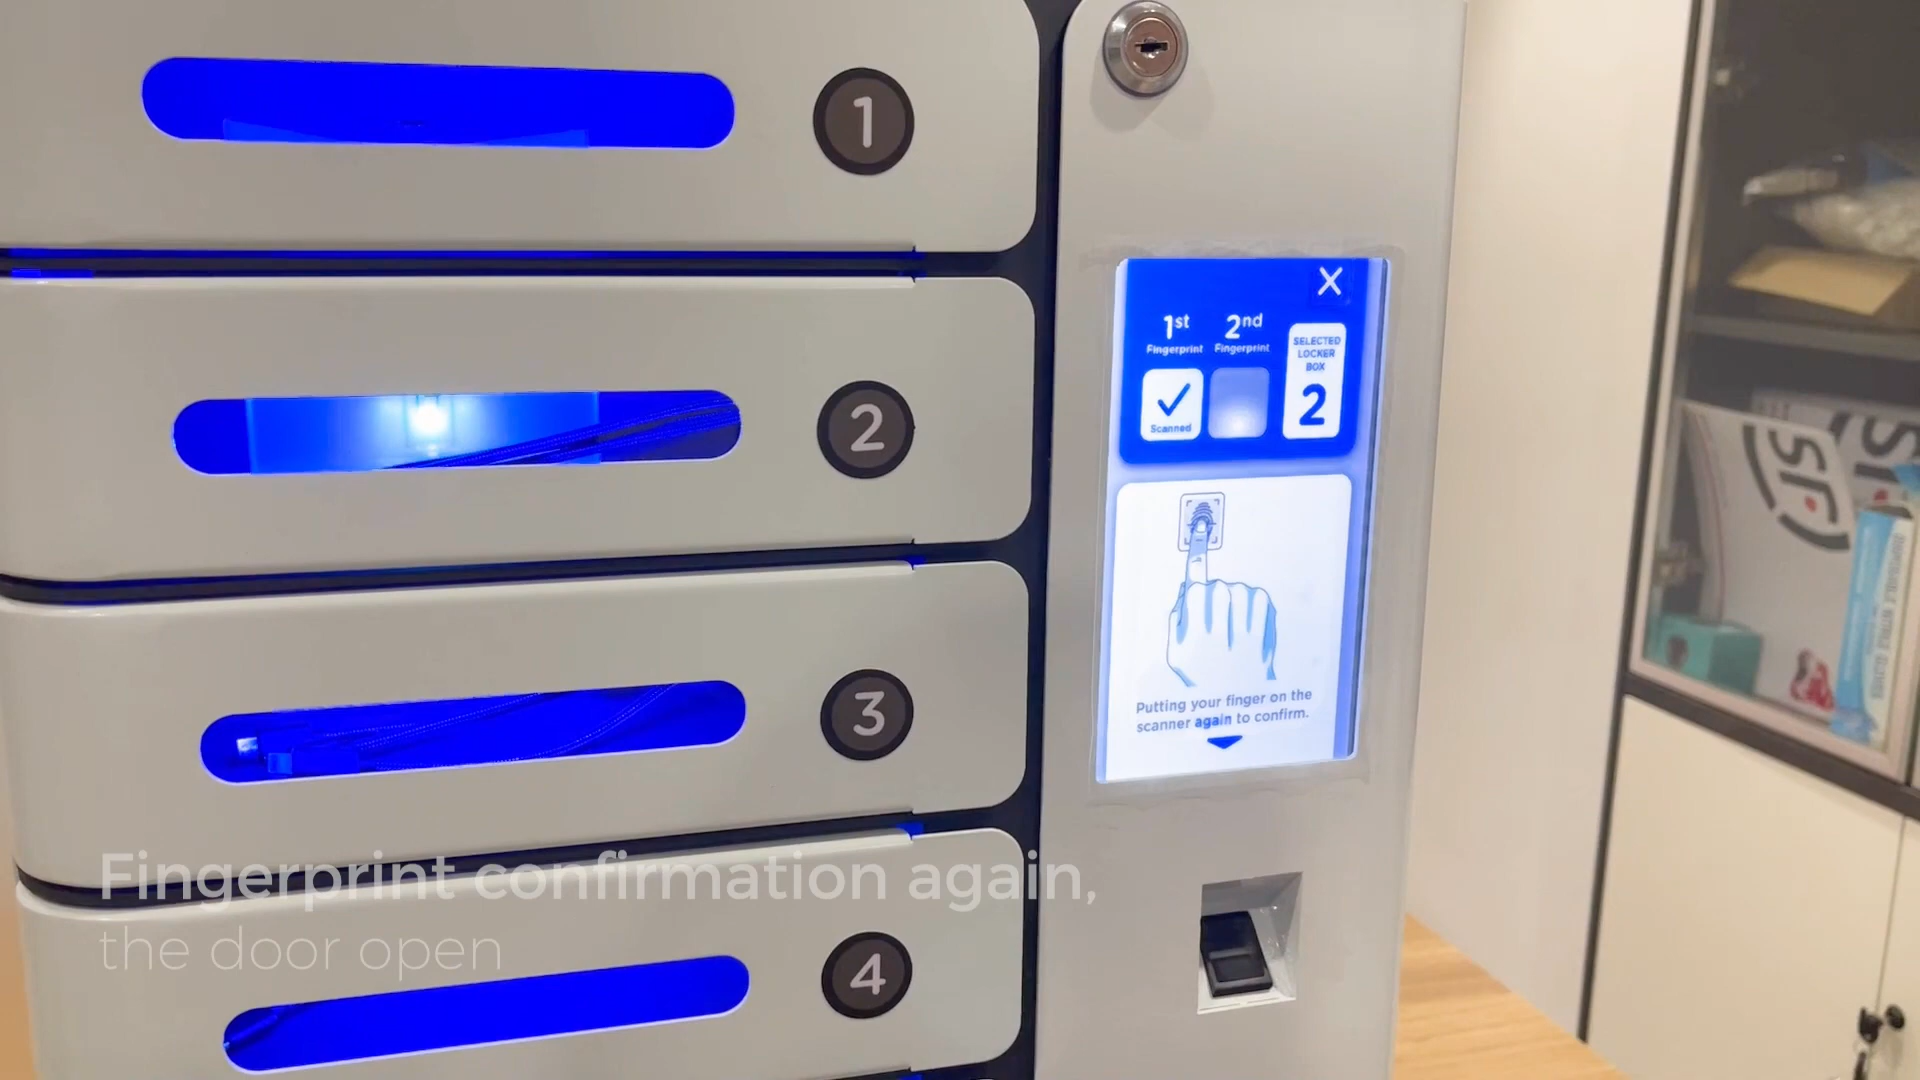 1
2
3
4
X
1st
Fingerprint
2nd
Fingerprint
SELECTED
LOCKER
BOX
2
Scanned
Putting your finger on the
scanner again to confirm.
Fingerprint confirmation again,
the door open
SF